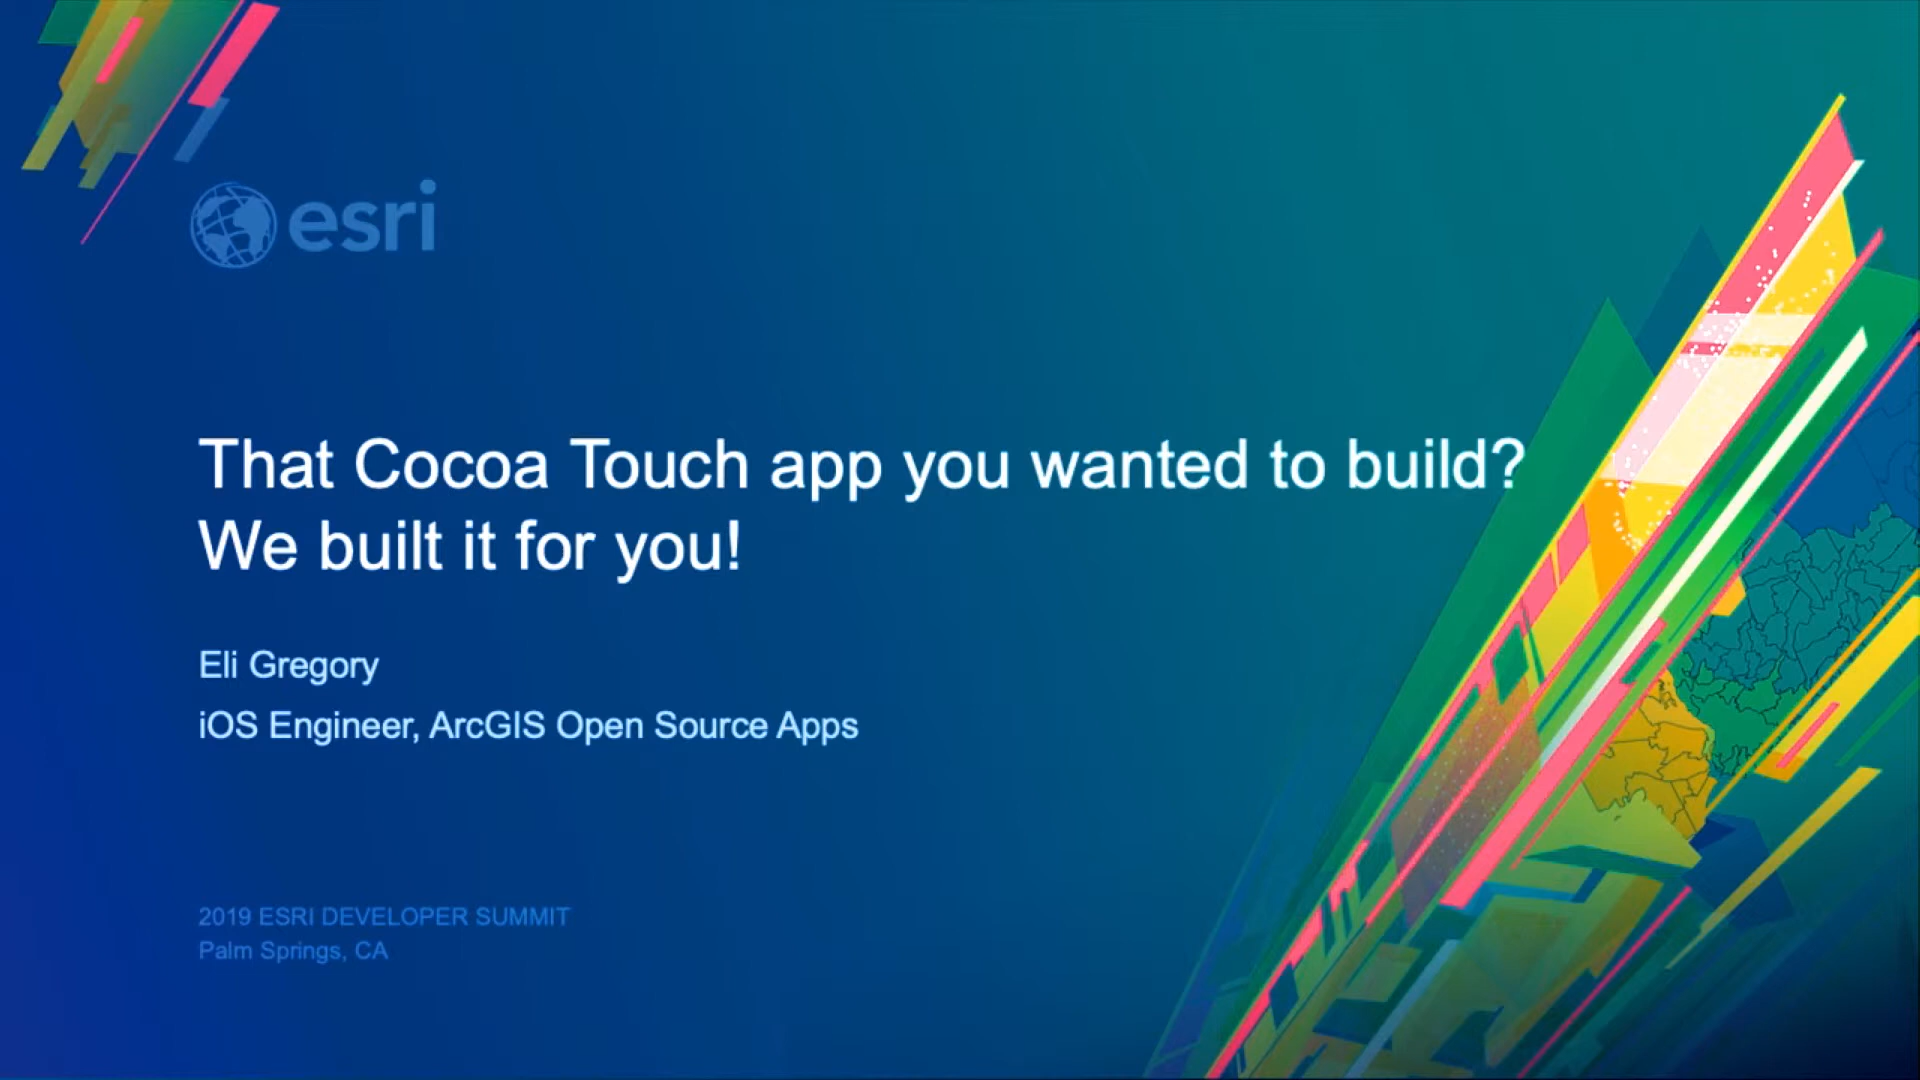 esri
That Cocoa Touch app you wanted to build?
We built it for you!
Eli Gregory
iOS Engineer, ArcGIS Open Source Apps
2019 ESRI DEVELOPER SUMMIT
Palm Springs, CA